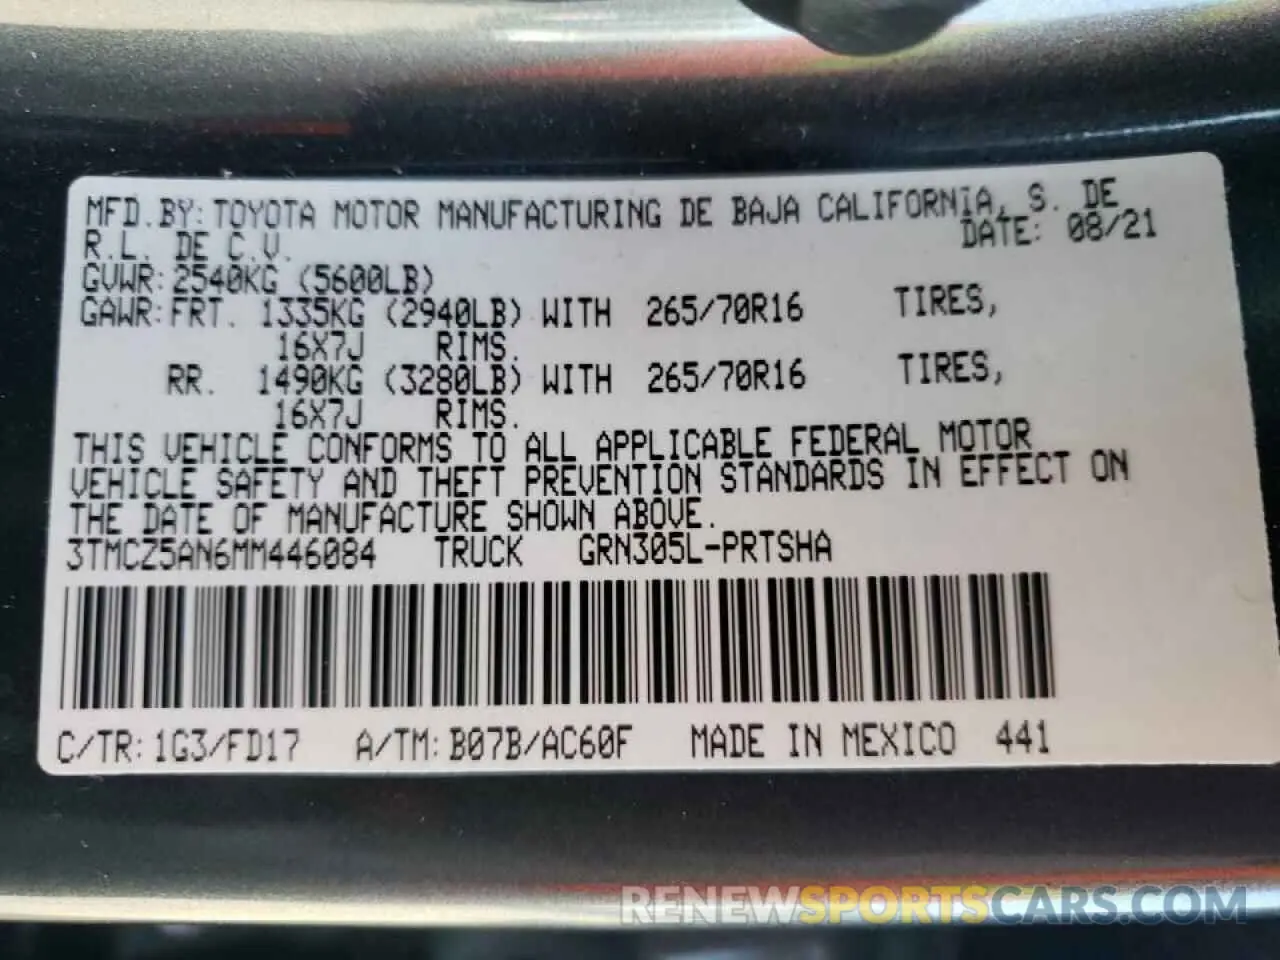 MFD.BY: TOYOTA MOTOR MANUFACTURING DE BAJA CALIFORNIA, S. DE
R.L. DE C.V. DATE: 08/21
GVWR: 2540KG (5600LB)
GAWR: FRT. 1335KG (2940LB) WITH 265/70R16 TIRES,
16X7J RIMS.
RR. 1490KG (3280LB) WITH 265/70R16 TIRES,
16X7J RIMS.
THIS VEHICLE CONFORMS TO ALL APPLICABLE FEDERAL MOTOR
VEHICLE SAFETY AND THEFT PREVENTION STANDARDS IN EFFECT ON
THE DATE OF MANUFACTURE SHOWN ABOVE.
3TMCZ5AN6MM446084 TRUCK GRN305L-PRTSHA
C/TR: 1G3/FD17 A/TM: B07B/AC60F MADE IN MEXICO 441
RENEWSPORTSCARS.COM